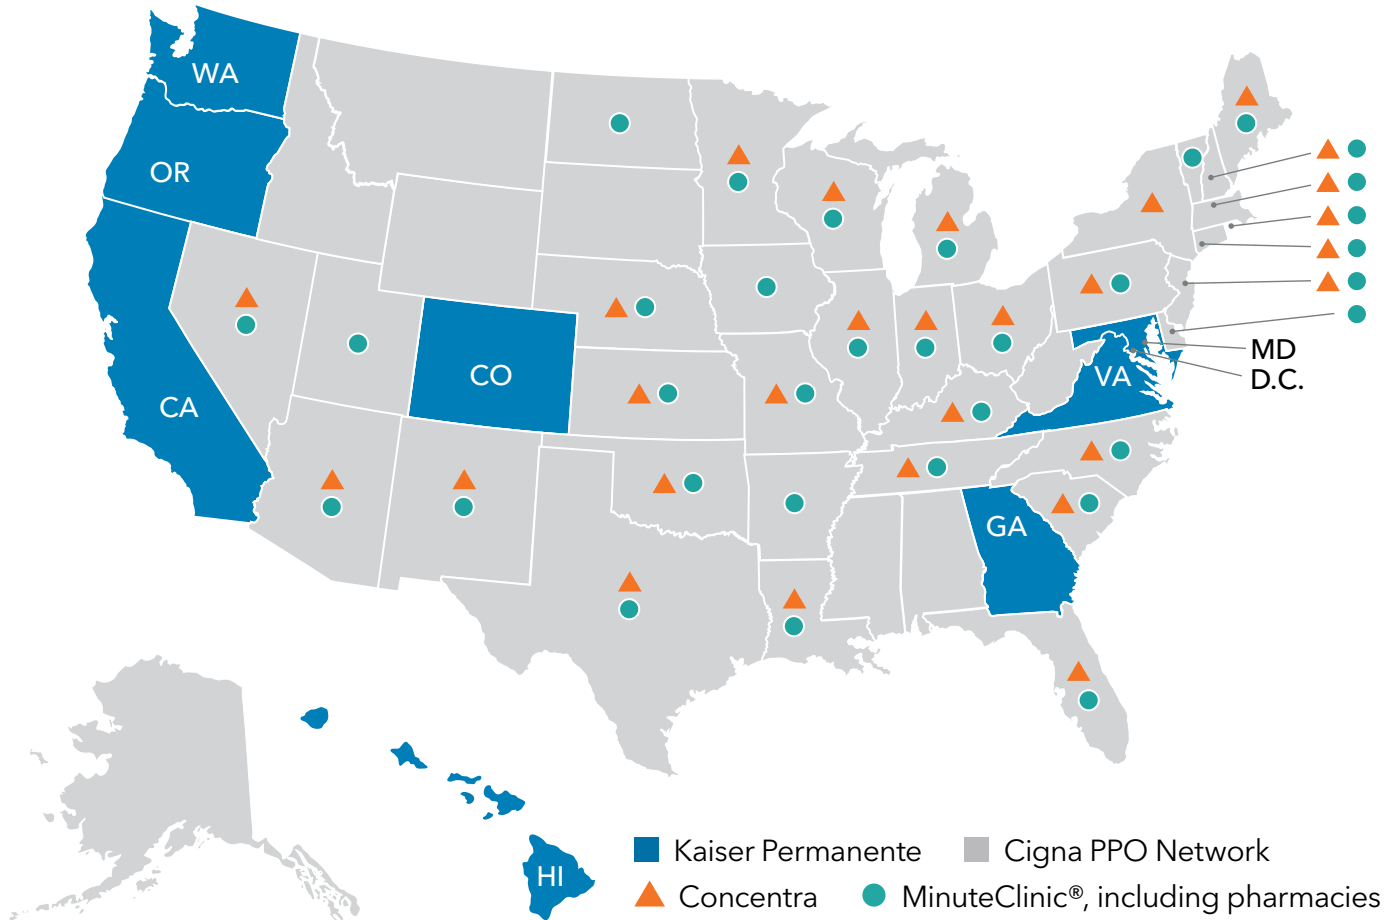 WA
OR
CA
CO
MD
D.C.
VA
GA
HI
Kaiser Permanente
Cigna PPO Network
Concentra
MinuteClinic®, including pharmacies